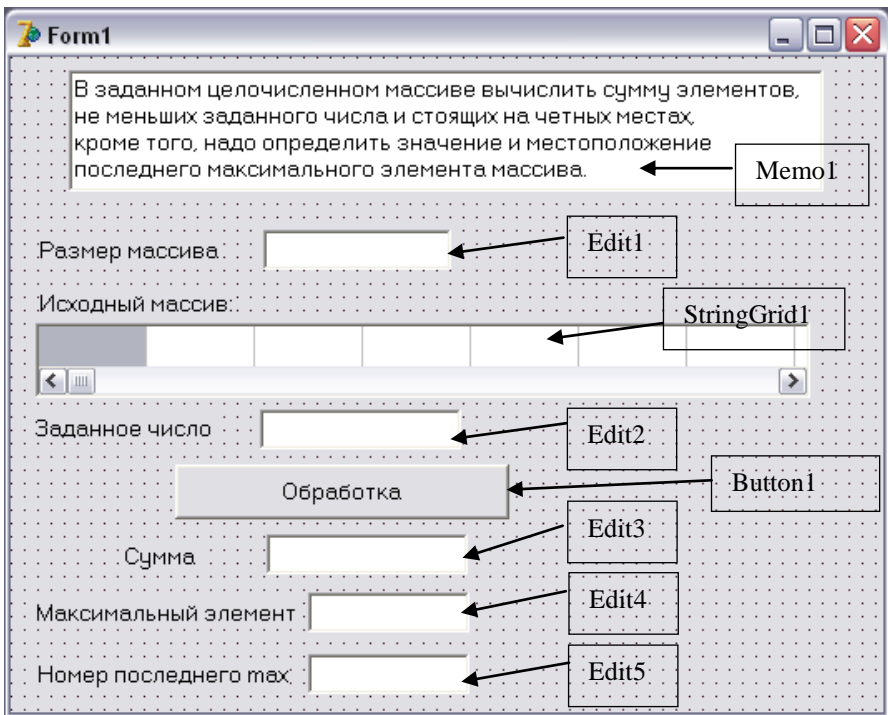 Form1
В заданном целочисленном массиве вычислить сумму элементов,
не меньших заданного числа и стоящих на четных местах,
кроме того, надо определить значение и местоположение
последнего максимального элемента массива.
Memo1
Размер массива
Edit1
Исходный массив:
StringGrid1
Заданное число
Edit2
Обработка
Button1
Сумма
Edit3
Максимальный элемент
Edit4
Номер последнего max
Edit5